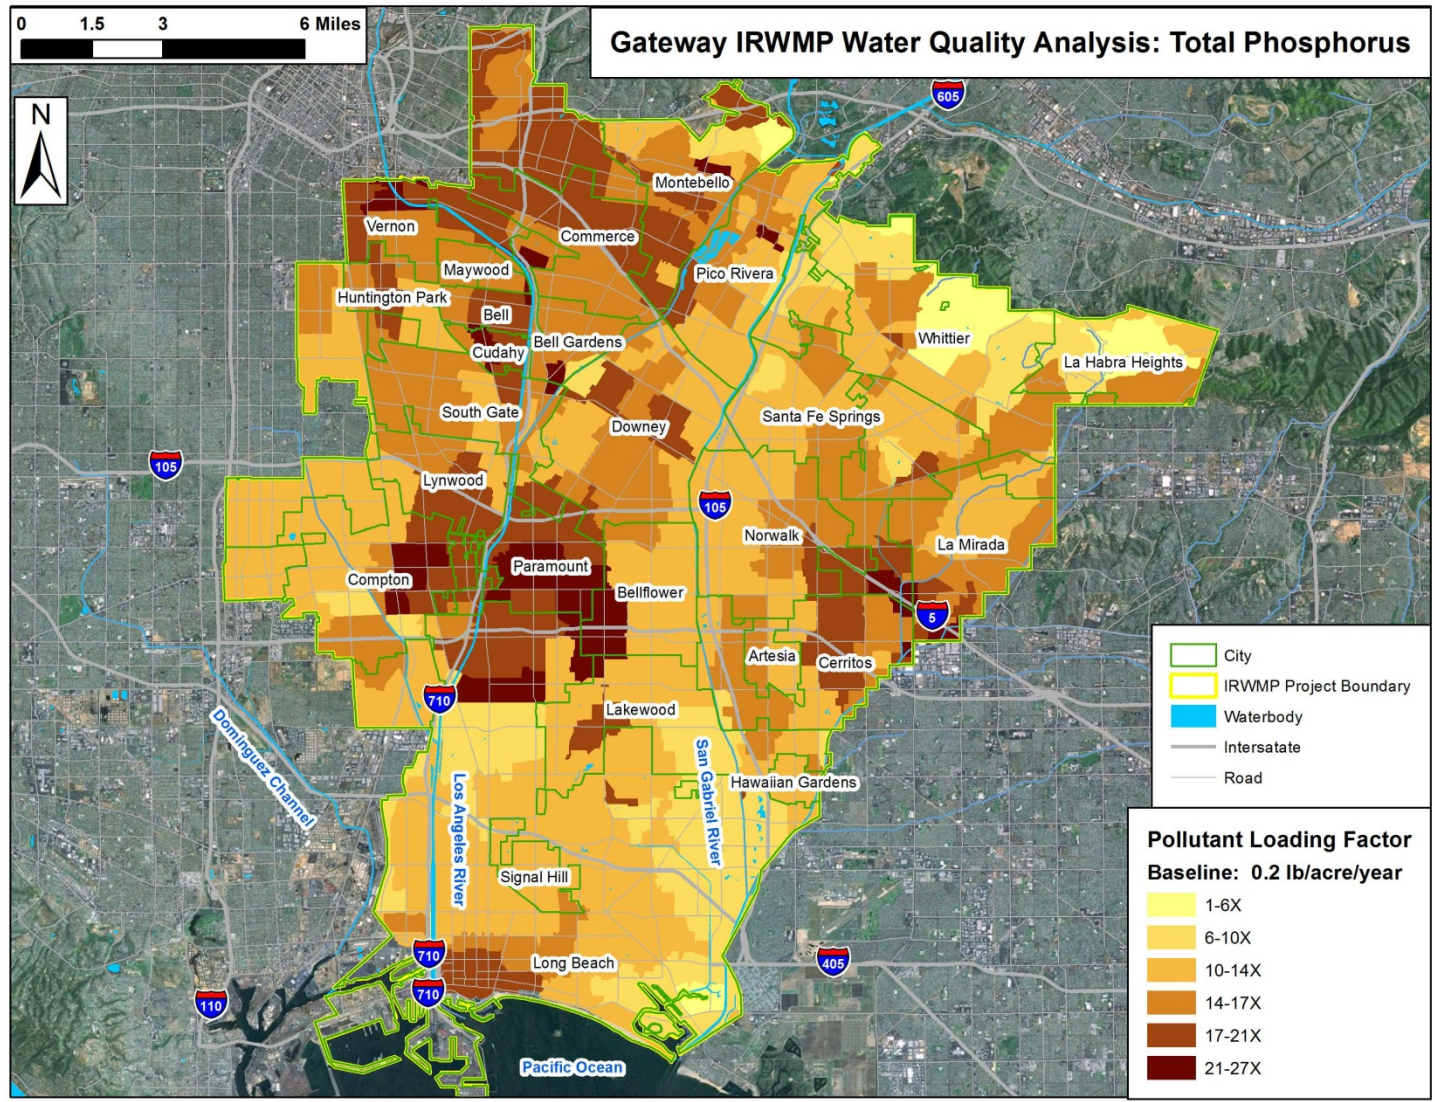 0 1.5 3 6 Miles
Gateway IRWMP Water Quality Analysis: Total Phosphorus
N
605
Montebello
Vernon
Commerce
Maywood
Pico Rivera
Huntington Park
Bell
Whittier
Bell Gardens
Cudahy
La Habra Heights
South Gate
Santa Fe Springs
Downey
105
Lynwood
105
Norwalk
La Mirada
Paramount
Compton
Bellflower
5
Artesia
Cerritos
710
Lakewood
Dominguez Channel
Los Angeles River
San Gabriel River
Hawaiian Gardens
Signal Hill
710
Long Beach
405
710
110
Pacific Ocean
City
IRWMP Project Boundary
Waterbody
Intersatate
Road
Pollutant Loading Factor
Baseline: 0.2 lb/acre/year
1-6X
6-10X
10-14X
14-17X
17-21X
21-27X